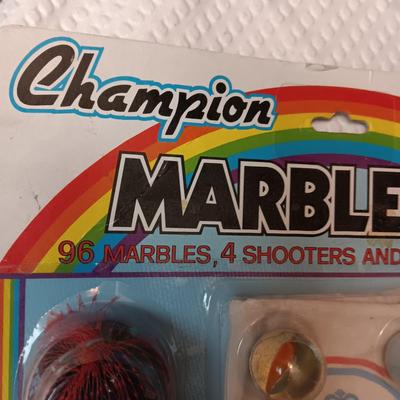 Champion
MARBLE
96 MARBLES, 4 SHOOTERS AND